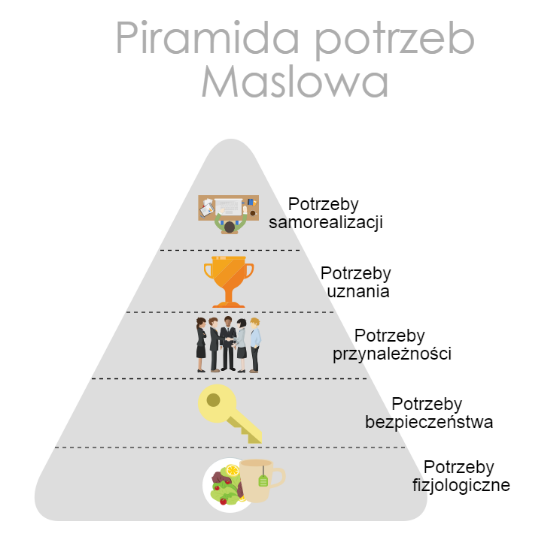 Piramida potrzeb
Maslowa
Potrzeby
samorealizacji
Potrzeby
uznania
Potrzeby
przynależności
Potrzeby
bezpieczeństwa
Potrzeby
fizjologiczne